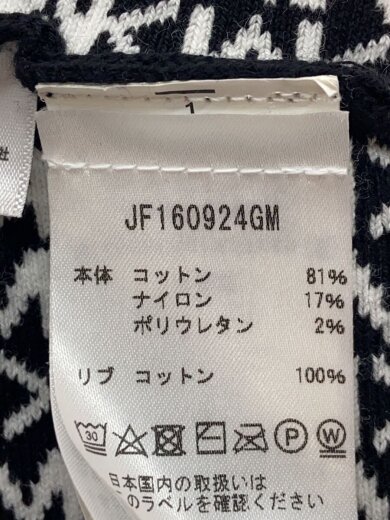 1
社
JF160924GM
本体 コットン 81%
ナイロン 17%
ポリウレタン 2%
リブ コットン 100%
30 P W
日本国内の取扱いは
のラベルを確認ください